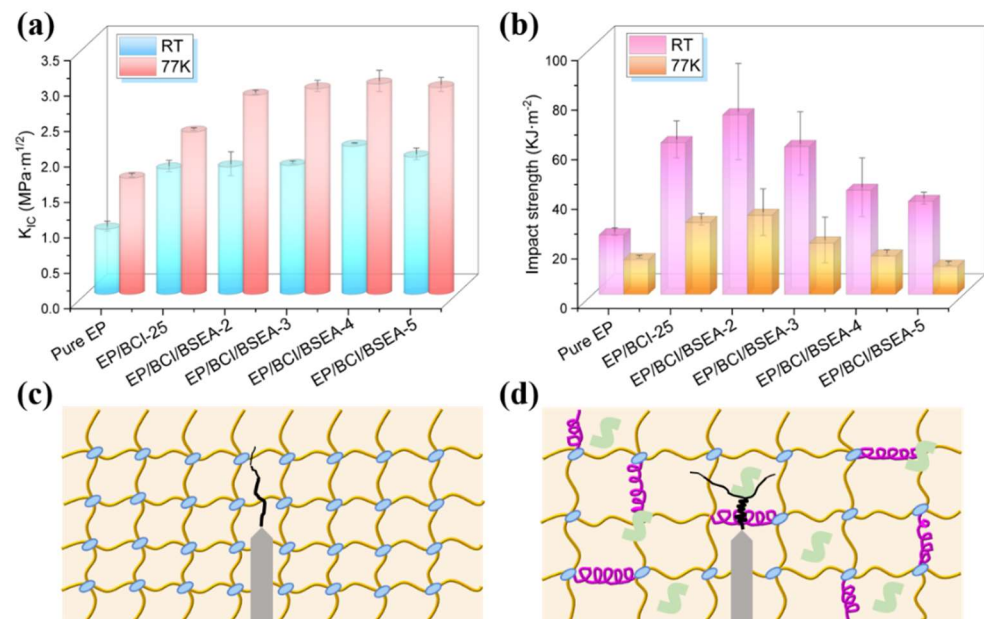 (a)
RT
77K
3.5
3.0
2.5
2.0
1.5
1.0
0.5
0.0
K_IC (MPa·m^1/2)
Pure EP
EP/BCI-25
EP/BCI/BSEA-2
EP/BCI/BSEA-3
EP/BCI/BSEA-4
EP/BCI/BSEA-5
(b)
RT
77K
100
80
60
40
20
0
Impact strength (KJ·m⁻²)
Pure EP
EP/BCI-25
EP/BCI/BSEA-2
EP/BCI/BSEA-3
EP/BCI/BSEA-4
EP/BCI/BSEA-5
(c)
(d)